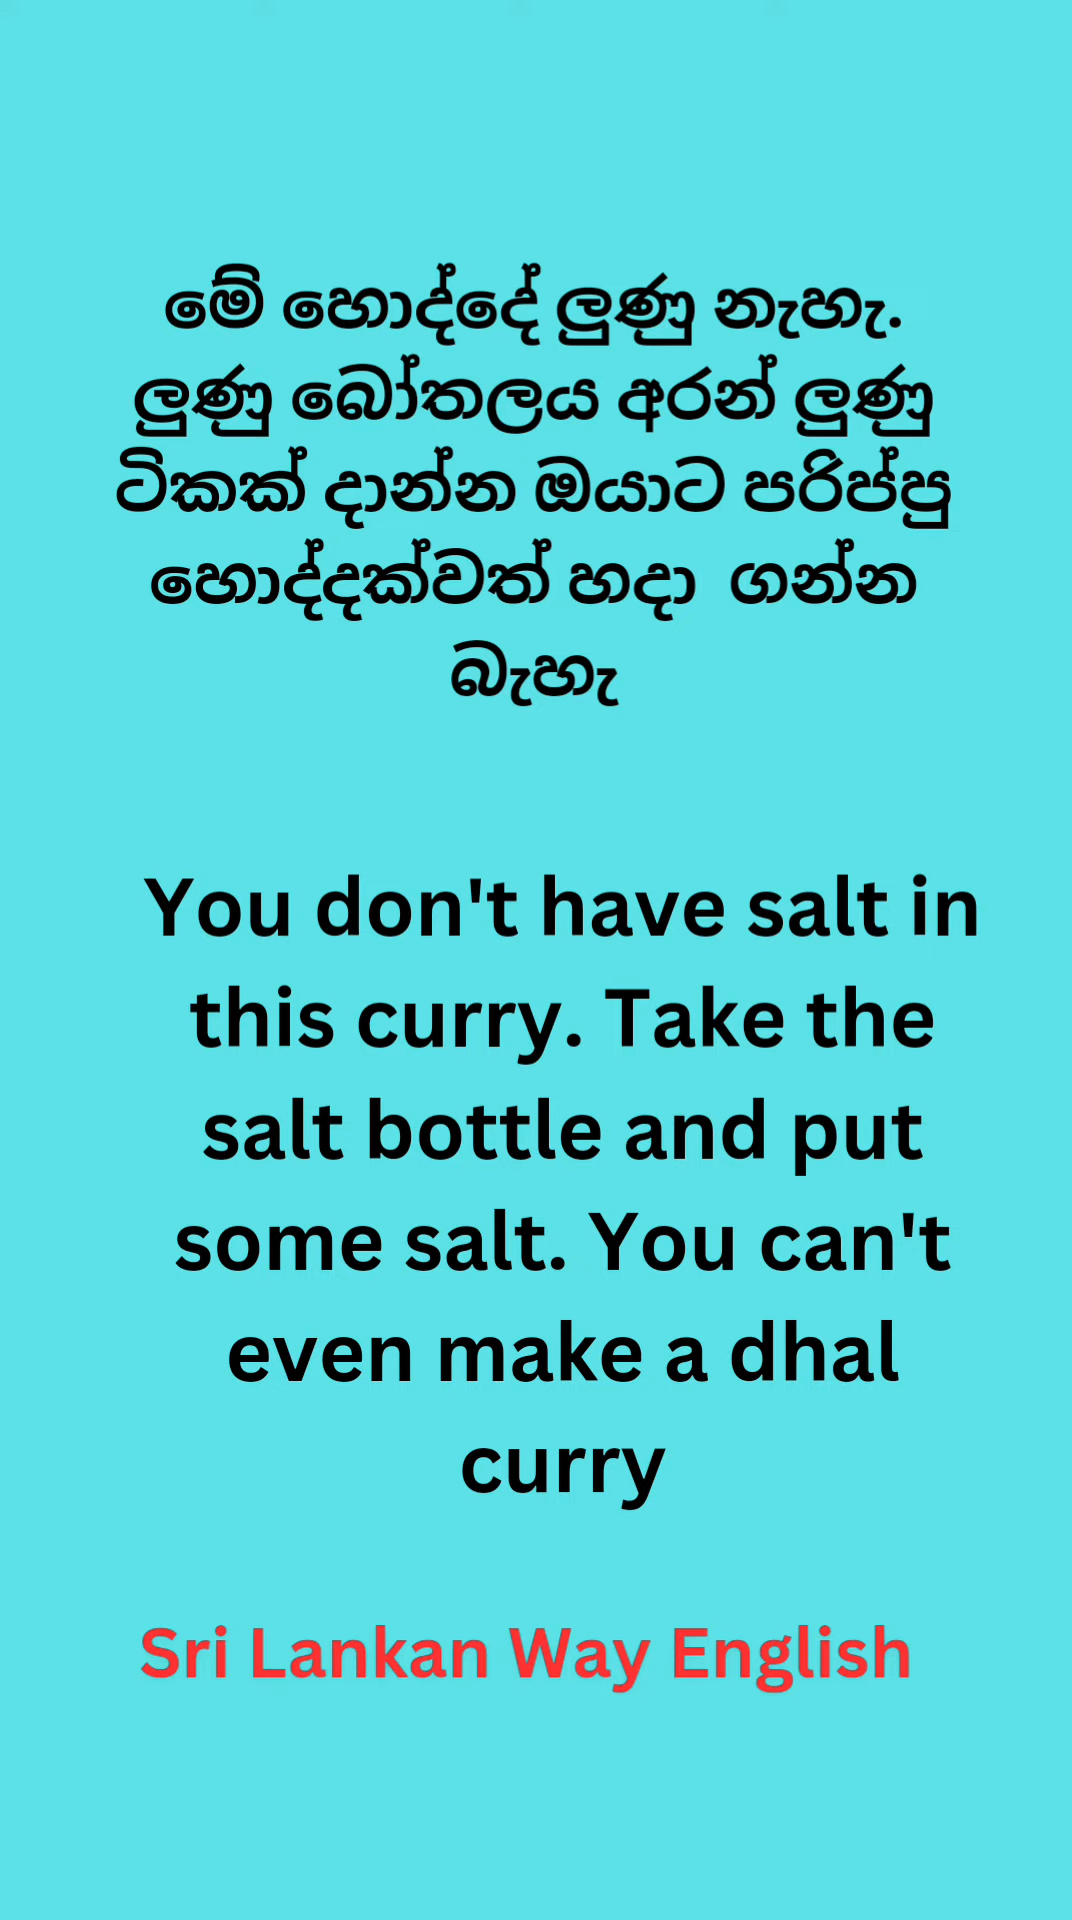 මේ හොද්දේ ලුණු නැහැ.
ලුණු බෝතලය අරන් ලුණු
ටිකක් දාන්න ඔයාට පරිප්පු
හොද්දක්වත් හදා  ගන්න
බැහැ
You don't have salt in
this curry. Take the
salt bottle and put
some salt. You can't
even make a dhal
curry
Sri Lankan Way English